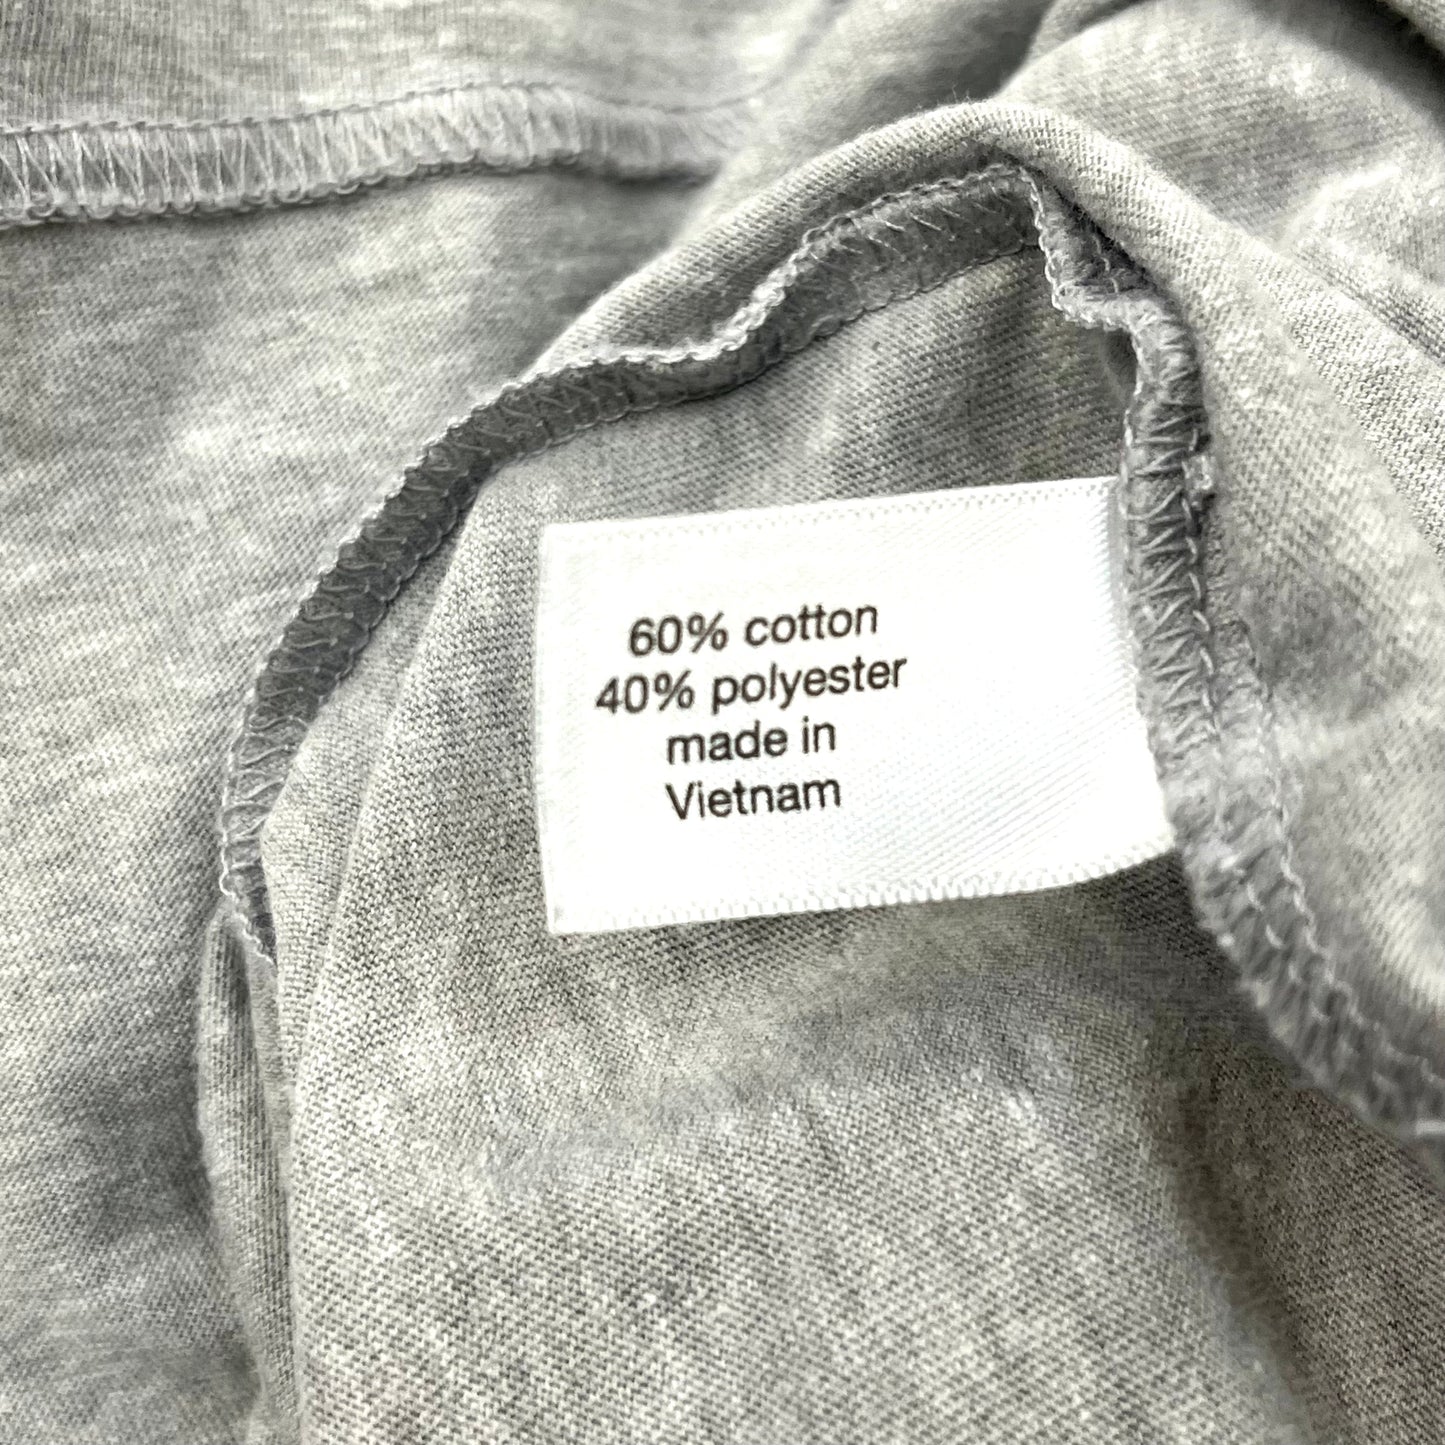 60% cotton
40% polyester
made in
Vietnam